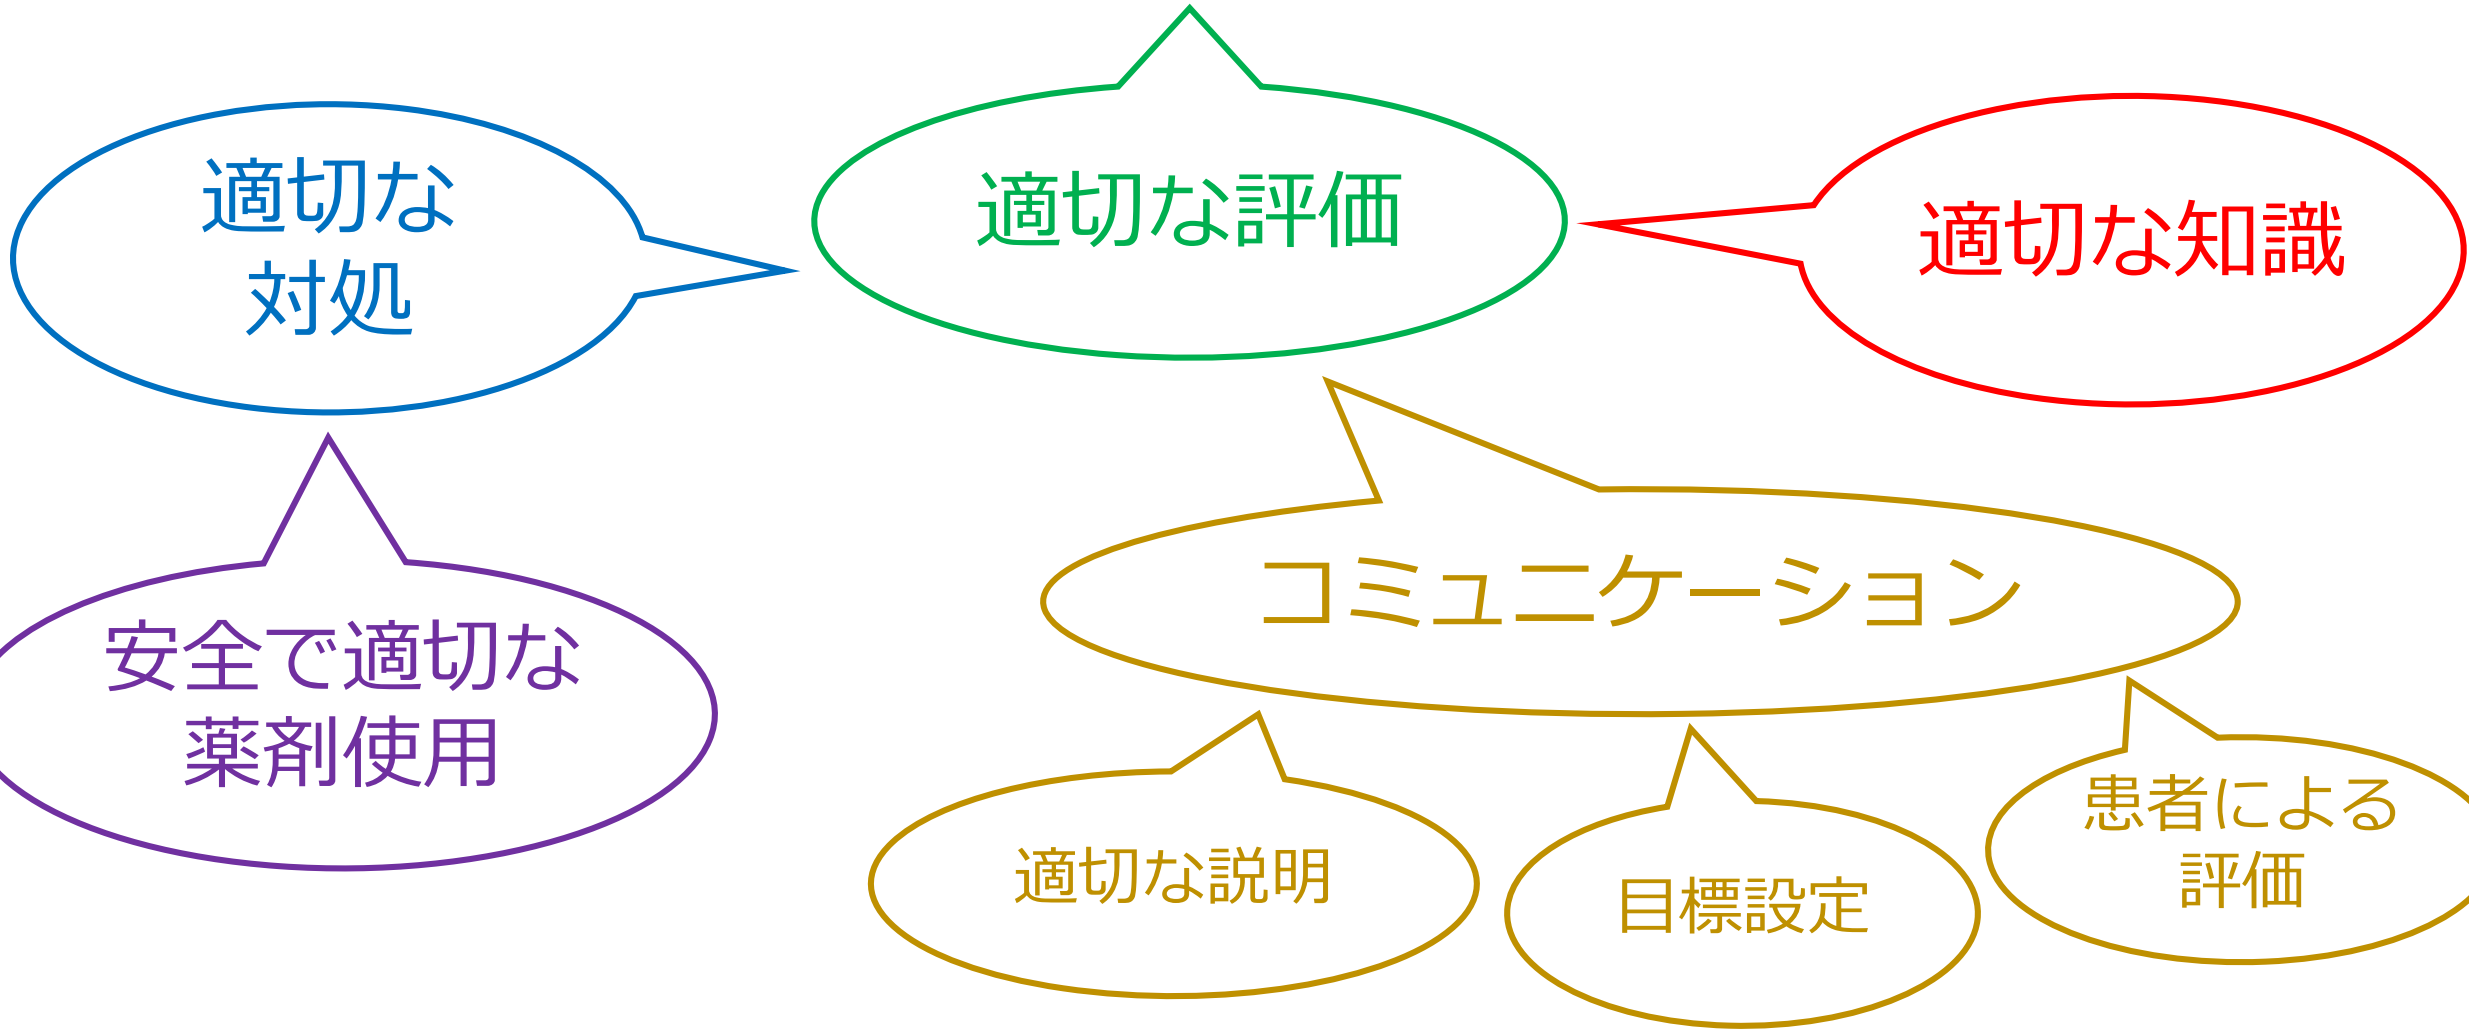 適切な
対処
適切な評価
適切な知識
コミュニケーション
安全で適切な
薬剤使用
適切な説明
目標設定
患者による
評価